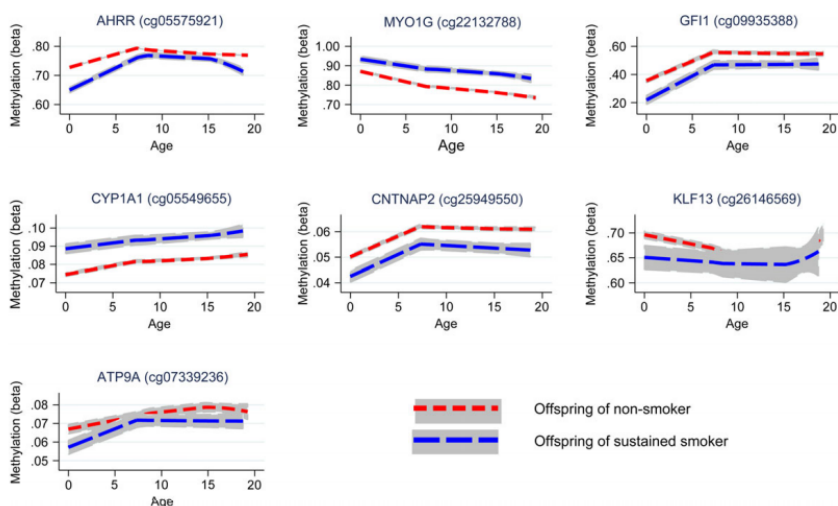 AHRR (cg05575921)
Methylation (beta)
.80
.70
.60
0 5 10 15 20
Age
MYO1G (cg22132788)
Methylation (beta)
1.00
.90
.80
.70
0 5 10 15 20
Age
GFI1 (cg09935388)
Methylation (beta)
.60
.40
.20
0 5 10 15 20
Age
CYP1A1 (cg05549655)
Methylation (beta)
.10
.09
.08
.07
0 5 10 15 20
Age
CNTNAP2 (cg25949550)
Methylation (beta)
.06
.05
.04
0 5 10 15 20
Age
KLF13 (cg26146569)
Methylation (beta)
.70
.65
.60
0 5 10 15 20
Age
ATP9A (cg07339236)
Methylation (beta)
.08
.07
.06
.05
0 5 10 15 20
Age
Offspring of non-smoker
Offspring of sustained smoker